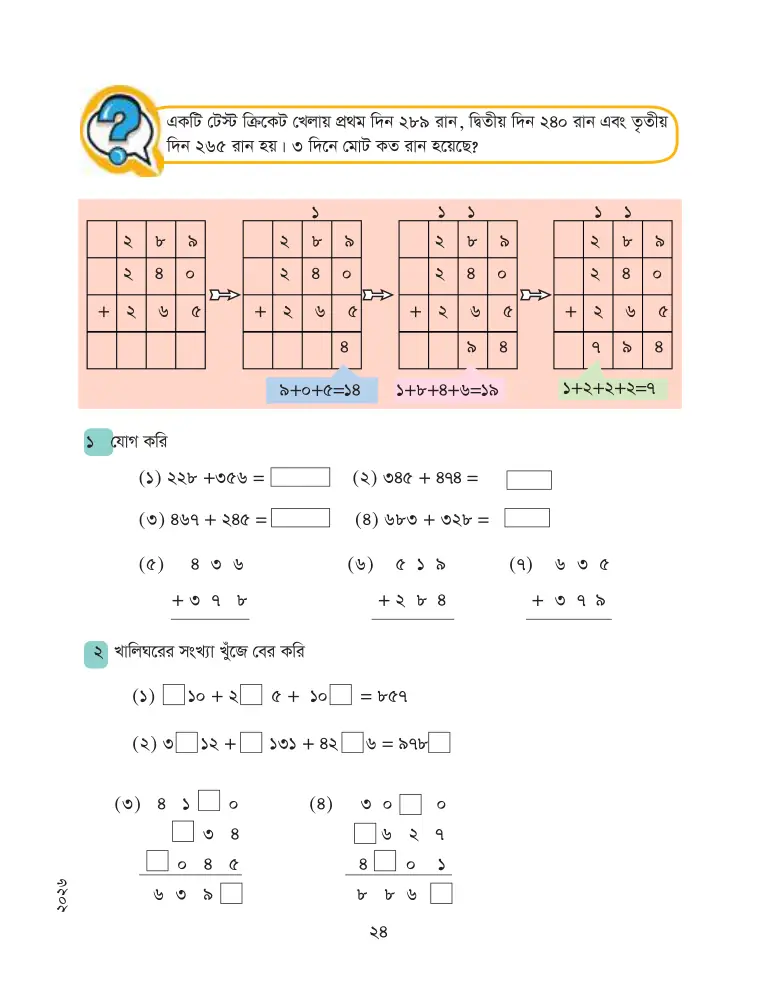 একটি টেস্ট ক্রিকেট খেলায় প্রথম দিন ২৮৯ রান, দ্বিতীয় দিন ২৪০ রান এবং তৃতীয়
দিন ২৬৫ রান হয়। ৩ দিনে মোট কত রান হয়েছে?
১ ১ ১ ১ ১
২ ৮ ৯ ২ ৮ ৯ ২ ৮ ৯ ২ ৮ ৯
২ ৪ ০ ২ ৪ ০ ২ ৪ ০ ২ ৪ ০
+ ২ ৬ ৫ + ২ ৬ ৫ + ২ ৬ ৫ + ২ ৬ ৫
৪ ৯ ৪ ৭ ৯ ৪
৯+০+৫=১৪ ১+৮+৪+৬=১৯ ১+২+২+২=৭
১ যোগ করি
(১) ২২৮ +৩৫৬ = (২) ৩৪৫ + ৪৭৪ =
(৩) ৪৬৭ + ২৪৫ = (৪) ৬৮৩ + ৩২৮ =
(৫) ৪ ৩ ৬ (৬) ৫ ১ ৯ (৭) ৬ ৩ ৫
+ ৩ ৭ ৮ + ২ ৮ ৪ + ৩ ৭ ৯
২ খালিঘরের সংখ্যা খুঁজে বের করি
(১) □১০ + ২□ ৫ + ১০□ = ৮৫৭
(২) ৩□১২ + □ ১৩১ + ৪২□৬ = ৯৭৮□
(৩) ৪ ১ □ ০ (৪) ৩ ০ □ ০
□ ৩ ৪ □ ৬ ২ ৭
□ ০ ৪ ৫ ৪ □ ০ ১
৬ ৩ ৯ □ ৮ ৮ ৬ □
২০২৬
২৪